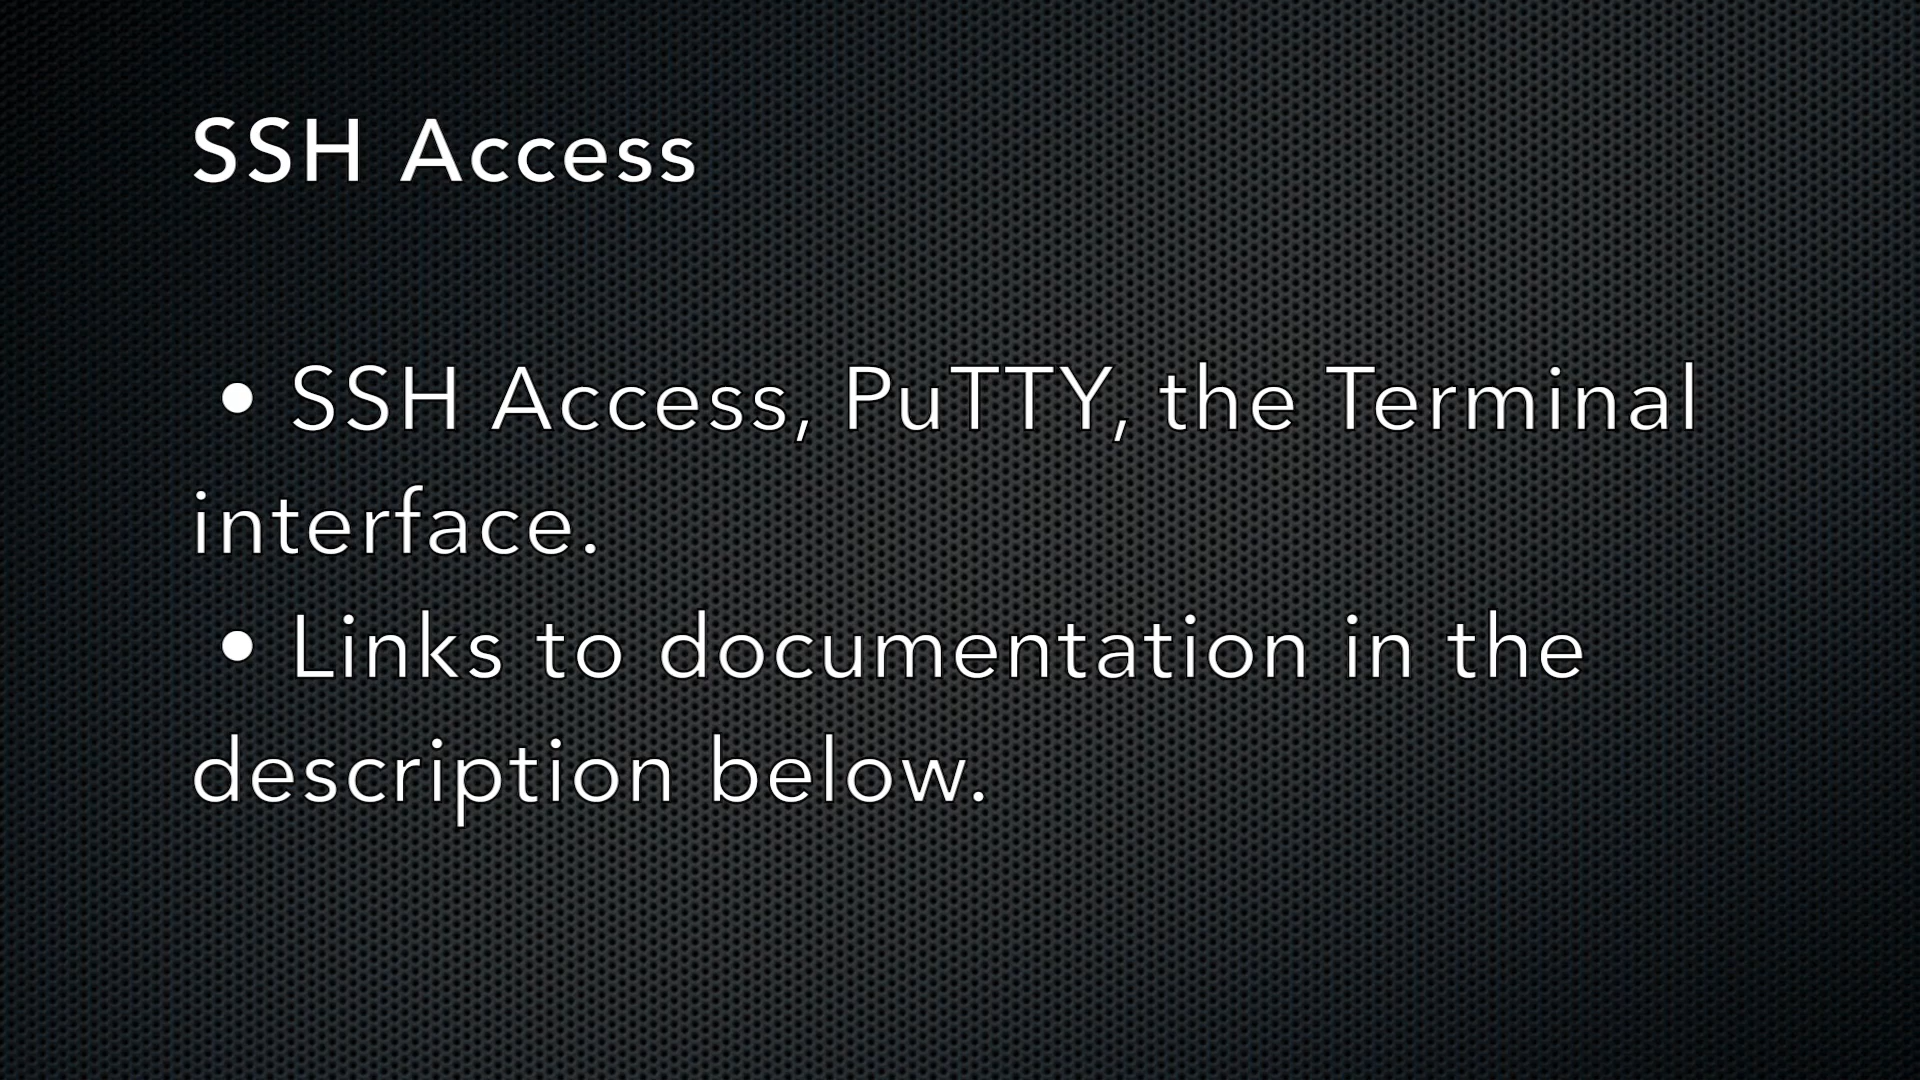 SSH Access
• SSH Access, PuTTY, the Terminal
interface.
• Links to documentation in the
description below.